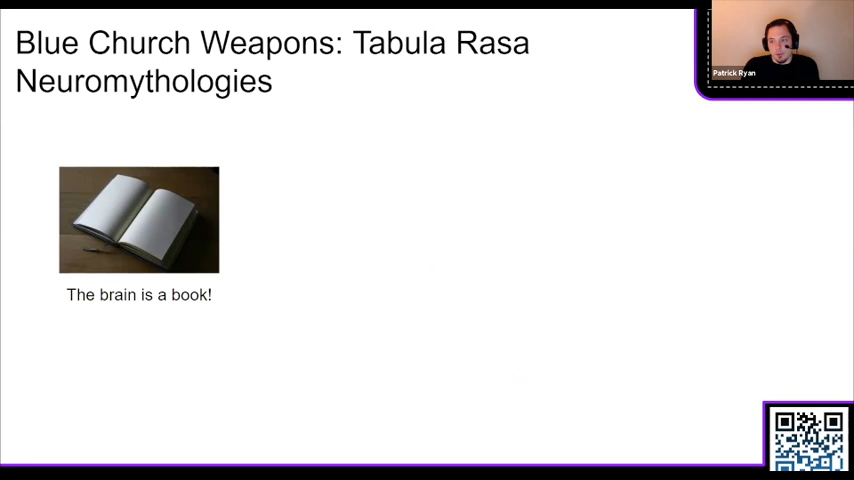 Blue Church Weapons: Tabula Rasa
Neuromythologies
Patrick Ryan
The brain is a book!